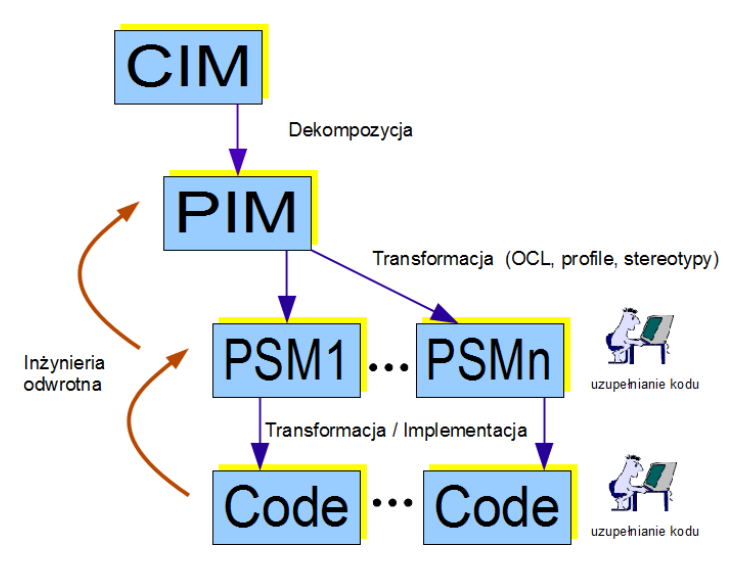 CIM
Dekompozycja
PIM
Transformacja (OCL, profile, stereotypy)
PSM1 ... PSMn
uzupełnianie kodu
Inżynieria
odwrotna
Transformacja / Implementacja
Code ... Code
uzupełnianie kodu